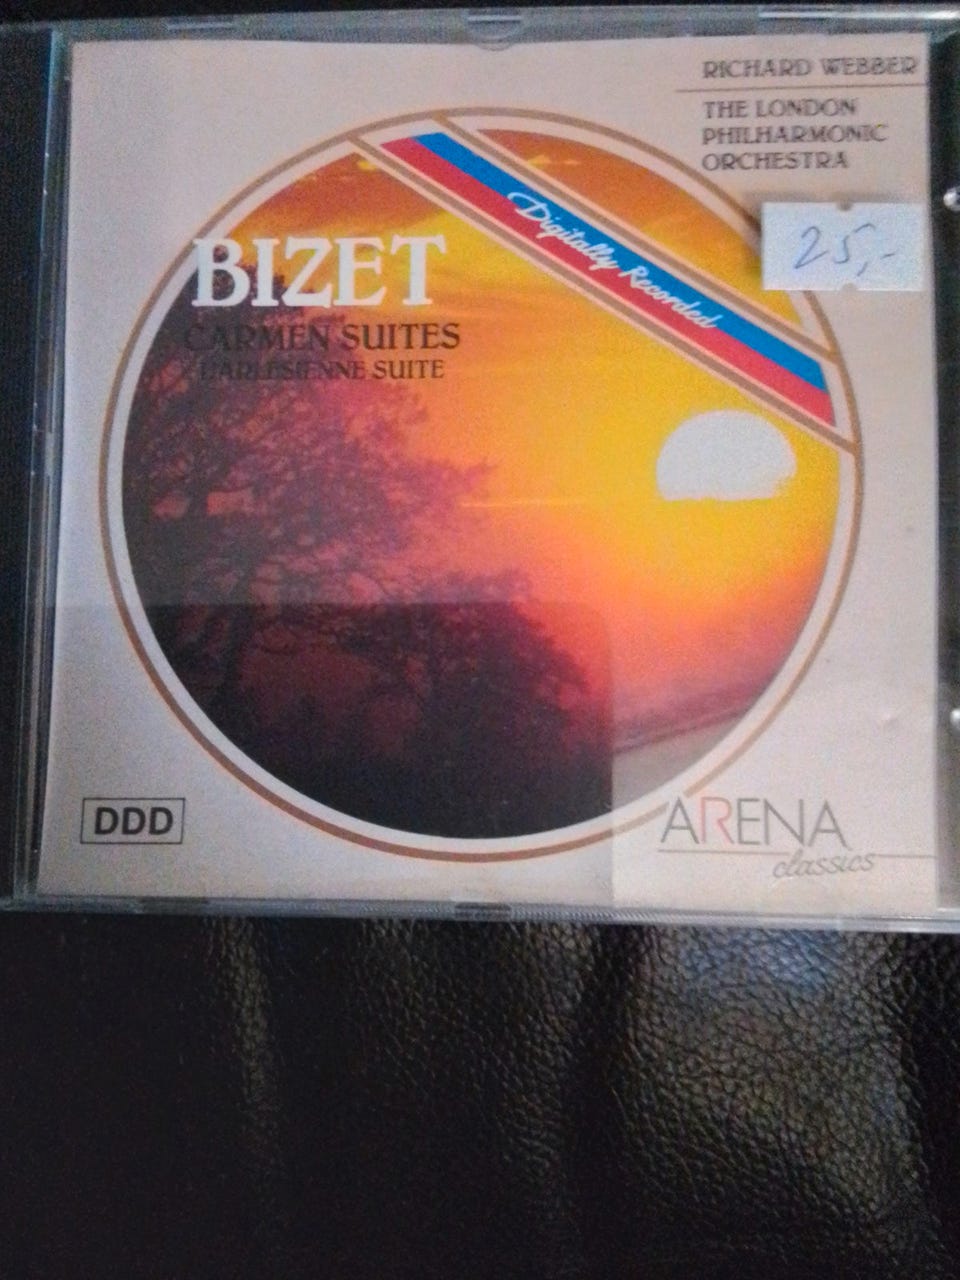 RICHARD WEBBER
THE LONDON
PHILHARMONIC
ORCHESTRA
25,-
Digitally Recorded
BIZET
CARMEN SUITES
L'ARLESIENNE SUITE
DDD
ARENA
classics